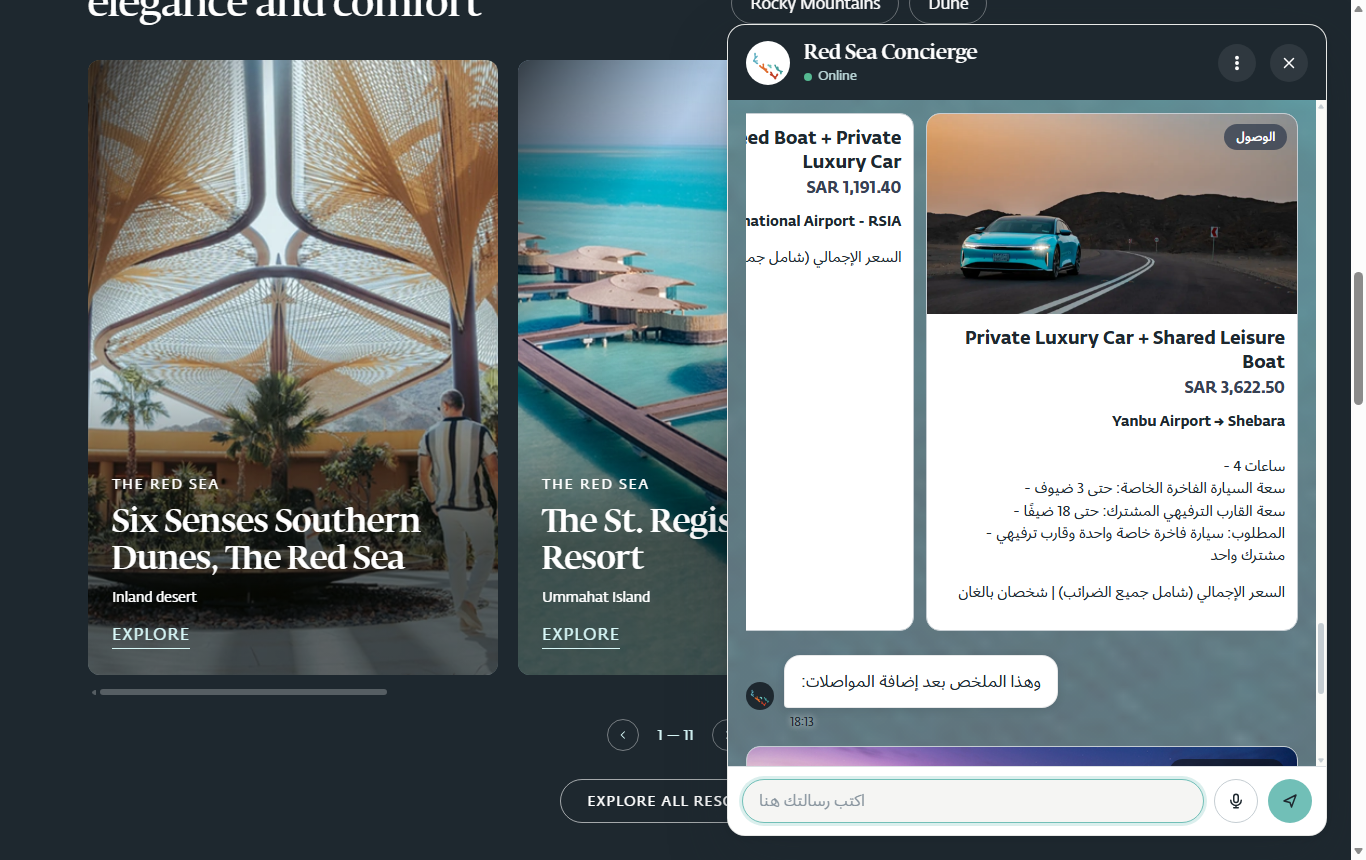 elegance and comfort
Rocky Mountains
Dune
THE RED SEA
Six Senses Southern
Dunes, The Red Sea
Inland desert
EXPLORE
THE RED SEA
The St. Regis
Resort
Ummahat Island
EXPLORE
1 — 11
EXPLORE ALL
Red Sea Concierge
Online
الوصول
Private Luxury Car + Shared Leisure
Boat
SAR 3,622.50
Yanbu Airport → Shebara
- 4 ساعات
- سعة السيارة الفاخرة الخاصة: حتى 3 ضيوف
- سعة القارب الترفيهي المشترك: حتى 18 ضيفًا
- المطلوب: سيارة فاخرة خاصة واحدة وقارب ترفيهي
مشترك واحد
السعر الإجمالي (شامل جميع الضرائب) | شخصان بالغان
Boat + Private
Luxury Car
SAR 1,191.40
Airport - RSIA
السعر الإجمالي (شامل
وهذا الملخص بعد إضافة المواصلات:
18:13
اكتب رسالتك هنا